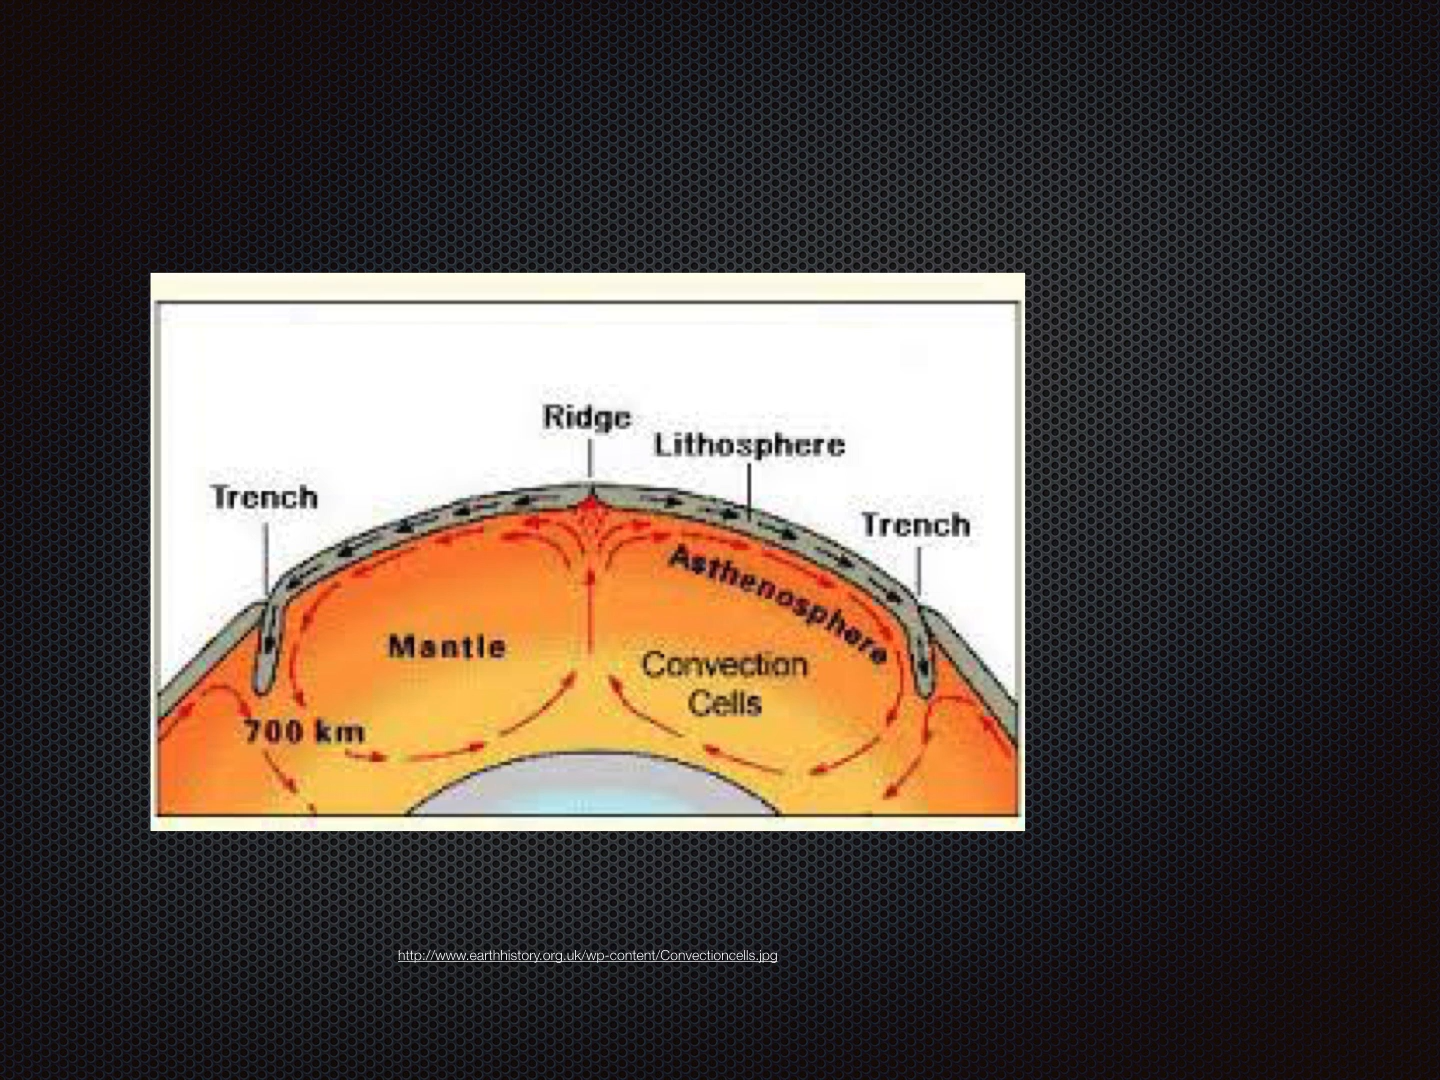 Ridge
Lithosphere
Trench
Trench
Asthenosphere
Mantle
Convection
Cells
700 km
http://www.earthhistory.org.uk/wp-content/Convectioncells.jpg